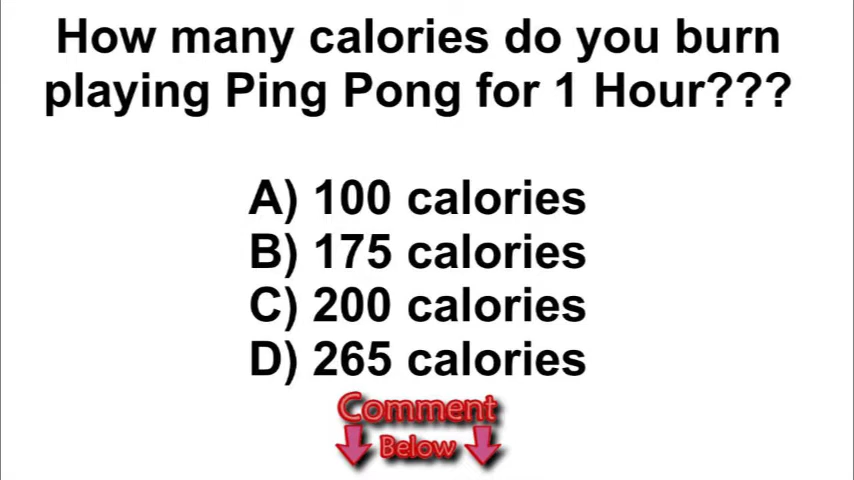 How many calories do you burn
playing Ping Pong for 1 Hour???
A) 100 calories
B) 175 calories
C) 200 calories
D) 265 calories
Comment
Below